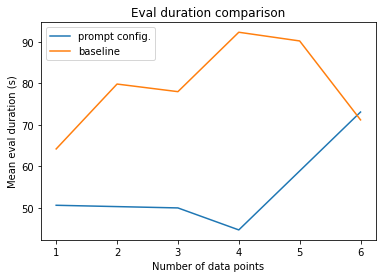 Eval duration comparison
prompt config.
baseline
Mean eval duration (s)
90
80
70
60
50
1 2 3 4 5 6
Number of data points